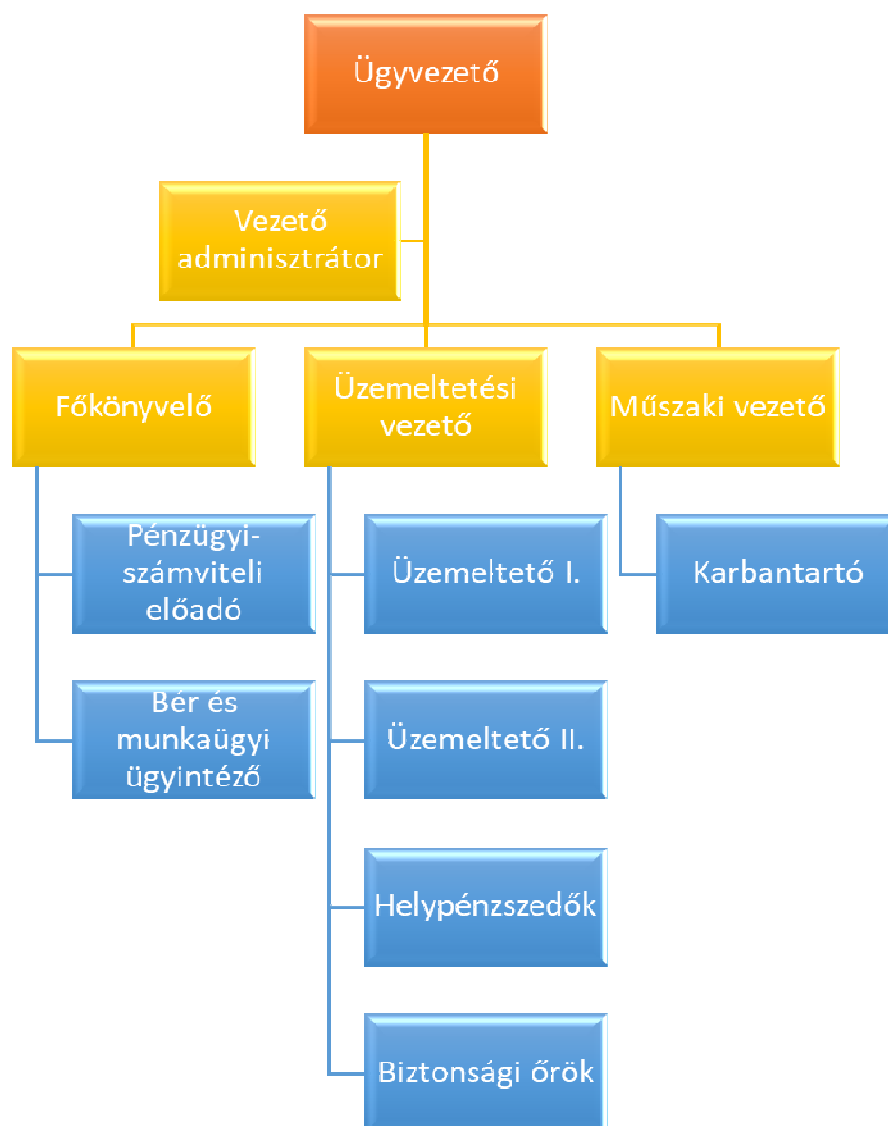 Ügyvezető
Vezető
adminisztrátor
Főkönyvelő
Üzemeltetési
vezető
Műszaki vezető
Pénzügyi-
számviteli
előadó
Üzemeltető I.
Karbantartó
Bér és
munkaügyi
ügyintéző
Üzemeltető II.
Helypénzszedők
Biztonsági őrök